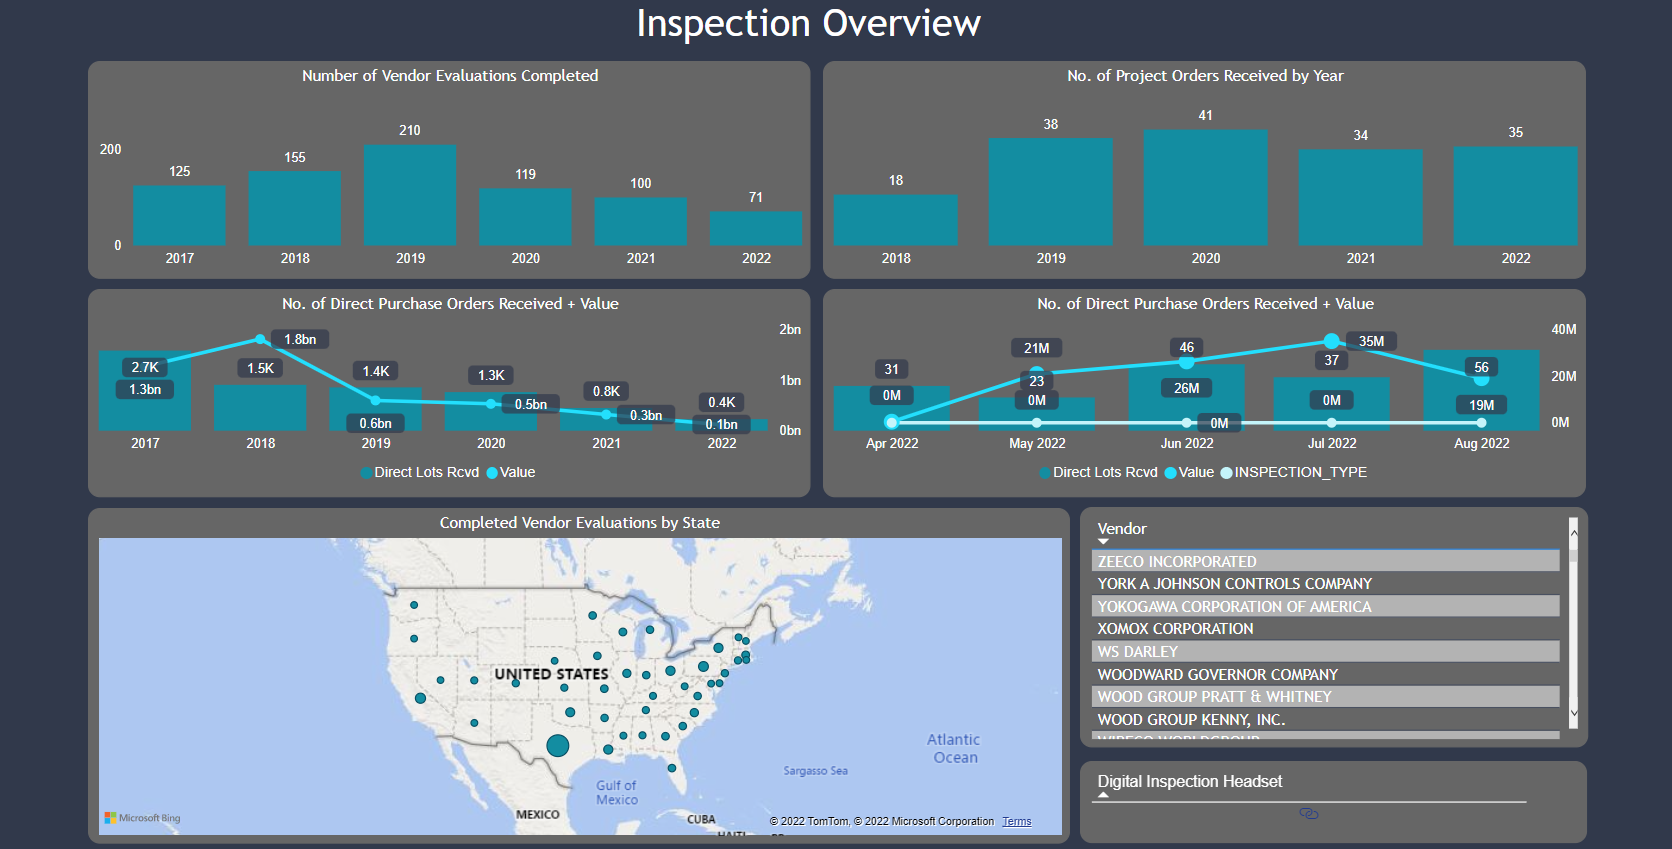 Inspection Overview
Number of Vendor Evaluations Completed
200
0
125
155
210
119
100
71
2017
2018
2019
2020
2021
2022
No. of Project Orders Received by Year
18
38
41
34
35
2018
2019
2020
2021
2022
No. of Direct Purchase Orders Received + Value
2bn
1bn
0bn
2.7K
1.3bn
1.8bn
1.5K
1.4K
0.6bn
1.3K
0.5bn
0.8K
0.3bn
0.4K
0.1bn
2017
2018
2019
2020
2021
2022
Direct Lots Rcvd Value
No. of Direct Purchase Orders Received + Value
40M
20M
0M
31
0M
21M
23
0M
46
26M
0M
35M
37
0M
56
19M
Apr 2022
May 2022
Jun 2022
Jul 2022
Aug 2022
Direct Lots Rcvd Value INSPECTION_TYPE
Completed Vendor Evaluations by State
UNITED STATES
Atlantic
Ocean
Sargasso Sea
Gulf of
Mexico
MEXICO
CUBA
HAITI
Microsoft Bing
© 2022 TomTom, © 2022 Microsoft Corporation Terms
Vendor
ZEECO INCORPORATED
YORK A JOHNSON CONTROLS COMPANY
YOKOGAWA CORPORATION OF AMERICA
XOMOX CORPORATION
WS DARLEY
WOODWARD GOVERNOR COMPANY
WOOD GROUP PRATT & WHITNEY
WOOD GROUP KENNY, INC.
Digital Inspection Headset